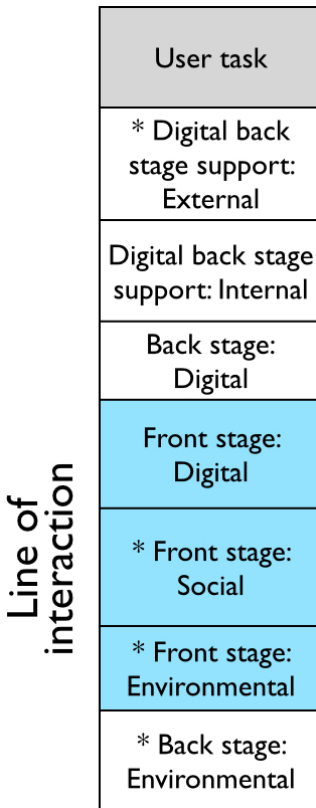 User task
* Digital back
stage support:
External
Digital back stage
support: Internal
Back stage:
Digital
Front stage:
Digital
* Front stage:
Social
* Front stage:
Environmental
* Back stage:
Environmental
Line of
interaction